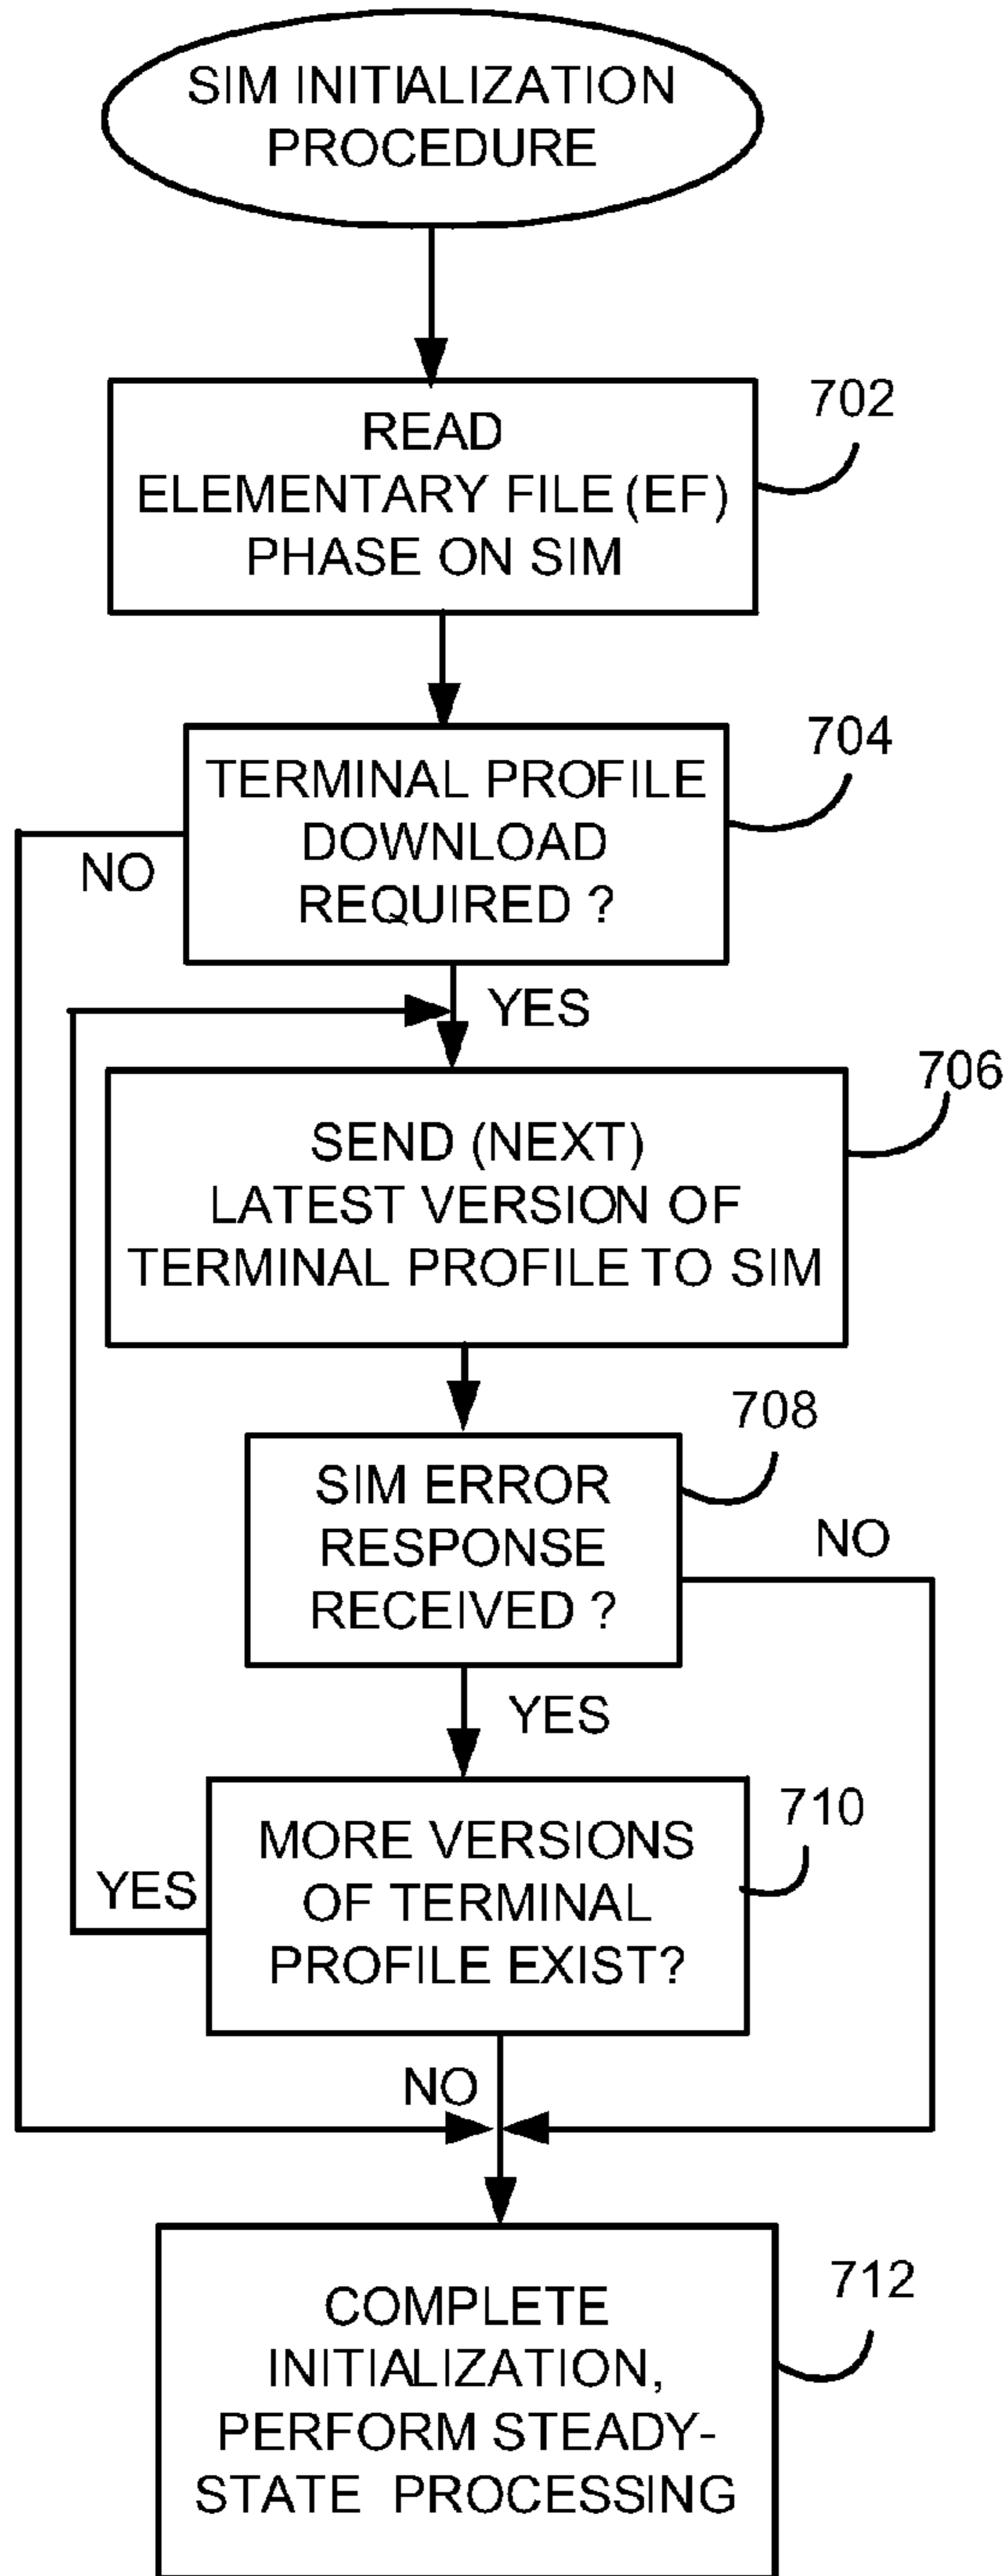 SIM INITIALIZATION
PROCEDURE
702
READ
ELEMENTARY FILE (EF)
PHASE ON SIM
704
TERMINAL PROFILE
DOWNLOAD
REQUIRED ?
NO
YES
706
SEND (NEXT)
LATEST VERSION OF
TERMINAL PROFILE TO SIM
708
SIM ERROR
RESPONSE
RECEIVED ?
NO
YES
710
MORE VERSIONS
OF TERMINAL
PROFILE EXIST?
YES
NO
712
COMPLETE
INITIALIZATION,
PERFORM STEADY-
STATE PROCESSING